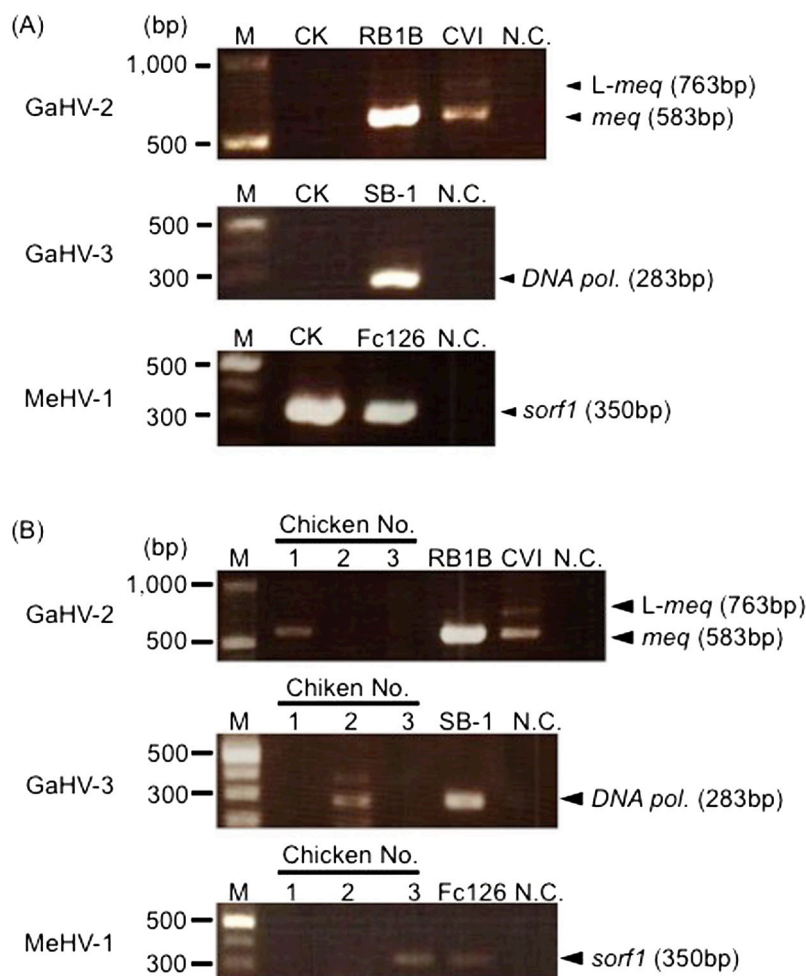 (A)
(bp)
M CK RB1B CVI N.C.
GaHV-2
1,000
500
L-meq (763bp)
meq (583bp)
M CK SB-1 N.C.
GaHV-3
500
300
DNA pol. (283bp)
M CK Fc126 N.C.
MeHV-1
500
300
sorf1 (350bp)
(B)
(bp)
Chicken No.
M 1 2 3 RB1B CVI N.C.
GaHV-2
1,000
500
L-meq (763bp)
meq (583bp)
Chiken No.
M 1 2 3 SB-1 N.C.
GaHV-3
500
300
DNA pol. (283bp)
Chicken No.
M 1 2 3 Fc126 N.C.
MeHV-1
500
300
sorf1 (350bp)